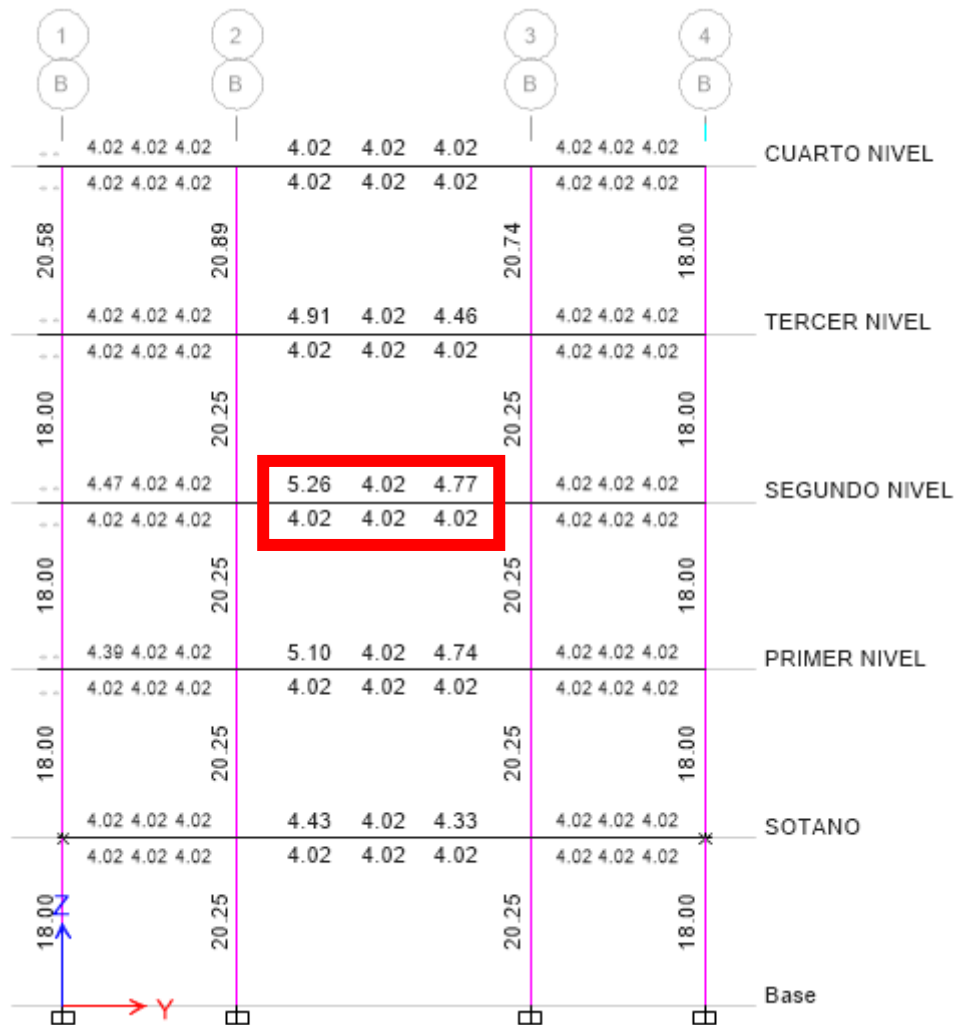 1 2 3 4
B B B B
-- 4.02 4.02 4.02 4.02 4.02 4.02 4.02 4.02 4.02 CUARTO NIVEL
-- 4.02 4.02 4.02 4.02 4.02 4.02 4.02 4.02 4.02
20.58 20.89 20.74 18.00
-- 4.02 4.02 4.02 4.91 4.02 4.46 4.02 4.02 4.02 TERCER NIVEL
-- 4.02 4.02 4.02 4.02 4.02 4.02 4.02 4.02 4.02
18.00 20.25 20.25 18.00
-- 4.47 4.02 4.02 5.26 4.02 4.77 4.02 4.02 4.02 SEGUNDO NIVEL
-- 4.02 4.02 4.02 4.02 4.02 4.02 4.02 4.02 4.02
18.00 20.25 20.25 18.00
-- 4.39 4.02 4.02 5.10 4.02 4.74 4.02 4.02 4.02 PRIMER NIVEL
-- 4.02 4.02 4.02 4.02 4.02 4.02 4.02 4.02 4.02
18.00 20.25 20.25 18.00
4.02 4.02 4.02 4.43 4.02 4.33 4.02 4.02 4.02 SOTANO
4.02 4.02 4.02 4.02 4.02 4.02 4.02 4.02 4.02
18.00 20.25 20.25 18.00
Z
Y
Base